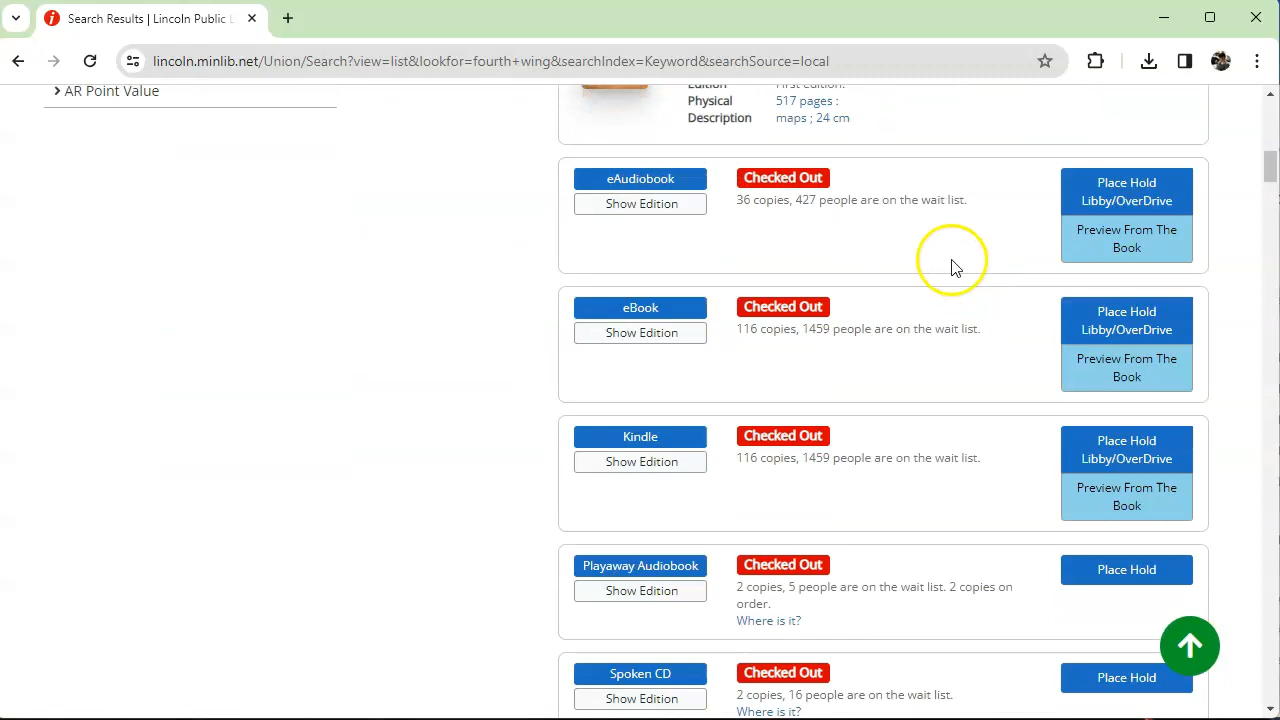 Search Results | Lincoln Public L
lincoln.minlib.net/Union/Search?view=list&lookfor=fourth+wing&searchIndex=Keyword&searchSource=local
AR Point Value
Edition First edition.
Physical 517 pages :
Description maps ; 24 cm
eAudiobook
Show Edition
Checked Out
36 copies, 427 people are on the wait list.
Place Hold
Libby/OverDrive
Preview From The
Book
eBook
Show Edition
Checked Out
116 copies, 1459 people are on the wait list.
Place Hold
Libby/OverDrive
Preview From The
Book
Kindle
Show Edition
Checked Out
116 copies, 1459 people are on the wait list.
Place Hold
Libby/OverDrive
Preview From The
Book
Playaway Audiobook
Show Edition
Checked Out
2 copies, 5 people are on the wait list. 2 copies on
order.
Where is it?
Place Hold
Spoken CD
Show Edition
Checked Out
2 copies, 16 people are on the wait list.
Where is it?
Place Hold